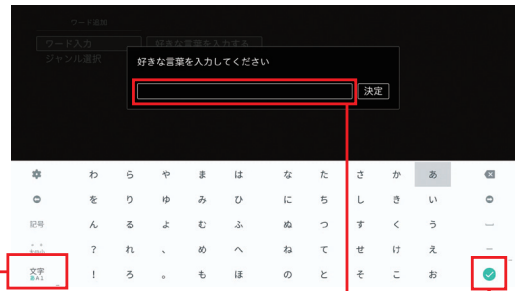 ワード追加
ワード入力
好きな言葉を入力する
ジャンル選択
好きな言葉を入力してください
決定
わ ら や ま は な た さ か あ
を り ゆ み ひ に ち し き い
記号 ん る よ む ふ ぬ つ す く う
? れ 、 め へ ね て せ け え
文字 ! ろ 。 も ほ の と そ こ お
あA1